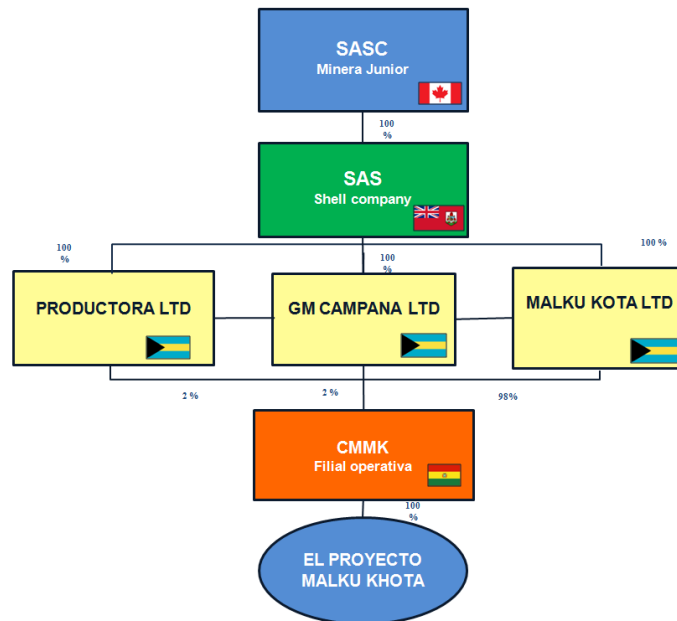 SASC
Minera Junior
100
%
SAS
Shell company
100
%
100
%
100 %
PRODUCTORA LTD
GM CAMPANA LTD
MALKU KOTA LTD
2 %
2 %
98%
CMMK
Filial operativa
100
%
EL PROYECTO
MALKU KHOTA